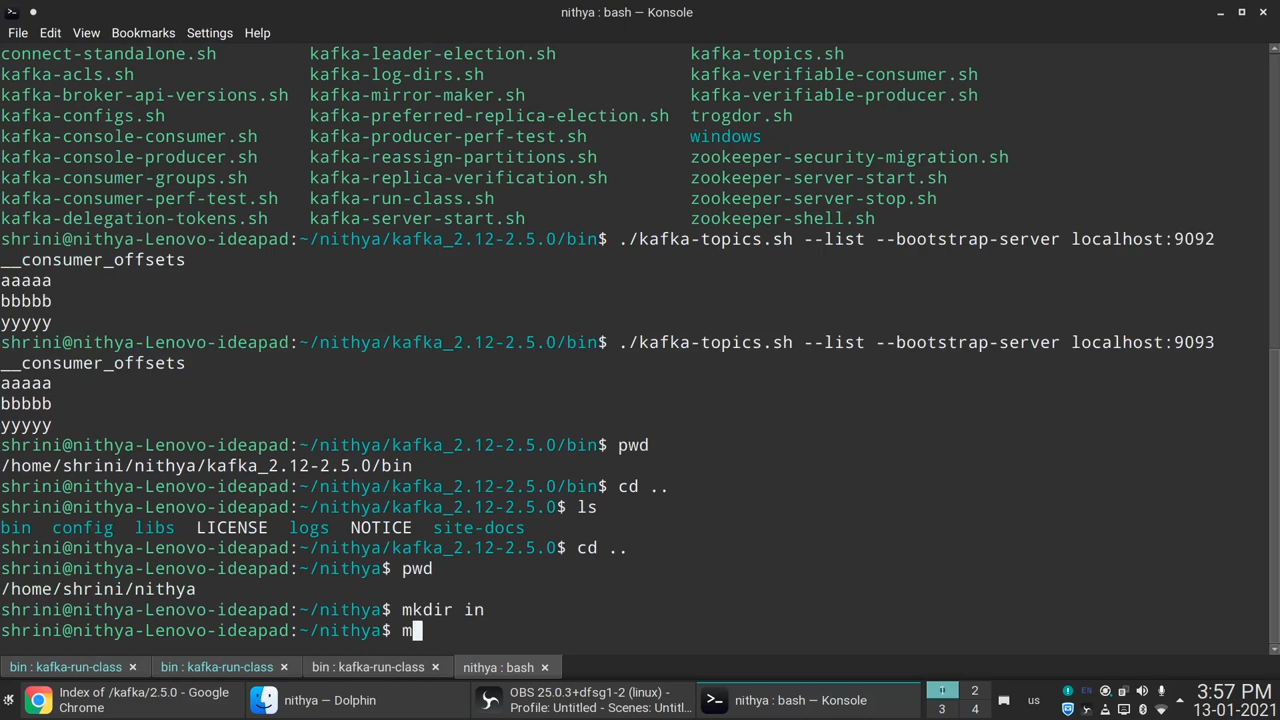 nithya : bash — Konsole
File Edit View Bookmarks Settings Help
connect-standalone.sh kafka-leader-election.sh kafka-topics.sh
kafka-acls.sh kafka-log-dirs.sh kafka-verifiable-consumer.sh
kafka-broker-api-versions.sh kafka-mirror-maker.sh kafka-verifiable-producer.sh
kafka-configs.sh kafka-preferred-replica-election.sh trogdor.sh
kafka-console-consumer.sh kafka-producer-perf-test.sh windows
kafka-console-producer.sh kafka-reassign-partitions.sh zookeeper-security-migration.sh
kafka-consumer-groups.sh kafka-replica-verification.sh zookeeper-server-start.sh
kafka-consumer-perf-test.sh kafka-run-class.sh zookeeper-server-stop.sh
kafka-delegation-tokens.sh kafka-server-start.sh zookeeper-shell.sh
shrini@nithya-Lenovo-ideapad:~/nithya/kafka_2.12-2.5.0/bin$ ./kafka-topics.sh --list --bootstrap-server localhost:9092
__consumer_offsets
aaaaa
bbbbb
yyyyy
shrini@nithya-Lenovo-ideapad:~/nithya/kafka_2.12-2.5.0/bin$ ./kafka-topics.sh --list --bootstrap-server localhost:9093
__consumer_offsets
aaaaa
bbbbb
yyyyy
shrini@nithya-Lenovo-ideapad:~/nithya/kafka_2.12-2.5.0/bin$ pwd
/home/shrini/nithya/kafka_2.12-2.5.0/bin
shrini@nithya-Lenovo-ideapad:~/nithya/kafka_2.12-2.5.0/bin$ cd ..
shrini@nithya-Lenovo-ideapad:~/nithya/kafka_2.12-2.5.0$ ls
bin config libs LICENSE logs NOTICE site-docs
shrini@nithya-Lenovo-ideapad:~/nithya/kafka_2.12-2.5.0$ cd ..
shrini@nithya-Lenovo-ideapad:~/nithya$ pwd
/home/shrini/nithya
shrini@nithya-Lenovo-ideapad:~/nithya$ mkdir in
shrini@nithya-Lenovo-ideapad:~/nithya$ m
bin : kafka-run-class bin : kafka-run-class bin : kafka-run-class nithya : bash
Index of /kafka/2.5.0 - Google Chrome
nithya — Dolphin
OBS 25.0.3+dfsg1-2 (linux) - Profile: Untitled - Scenes: Untitl...
nithya : bash — Konsole
1 2
3 4
us
EN
3:57 PM
13-01-2021